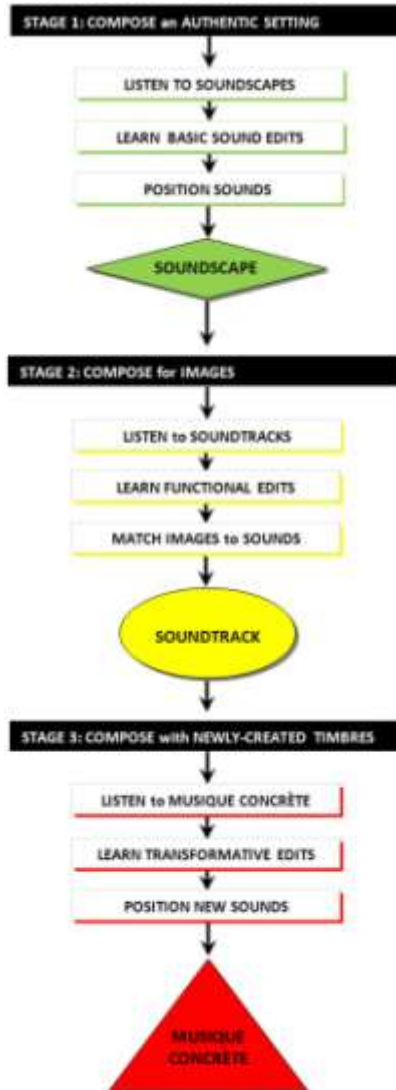 STAGE 1: COMPOSE an AUTHENTIC SETTING
LISTEN TO SOUNDSCAPES
LEARN BASIC SOUND EDITS
POSITION SOUNDS
SOUNDSCAPE
STAGE 2: COMPOSE for IMAGES
LISTEN to SOUNDTRACKS
LEARN FUNCTIONAL EDITS
MATCH IMAGES to SOUNDS
SOUNDTRACK
STAGE 3: COMPOSE with NEWLY-CREATED TIMBRES
LISTEN to MUSIQUE CONCRÈTE
LEARN TRANSFORMATIVE EDITS
POSITION NEW SOUNDS
MUSIQUE
CONCRÈTE